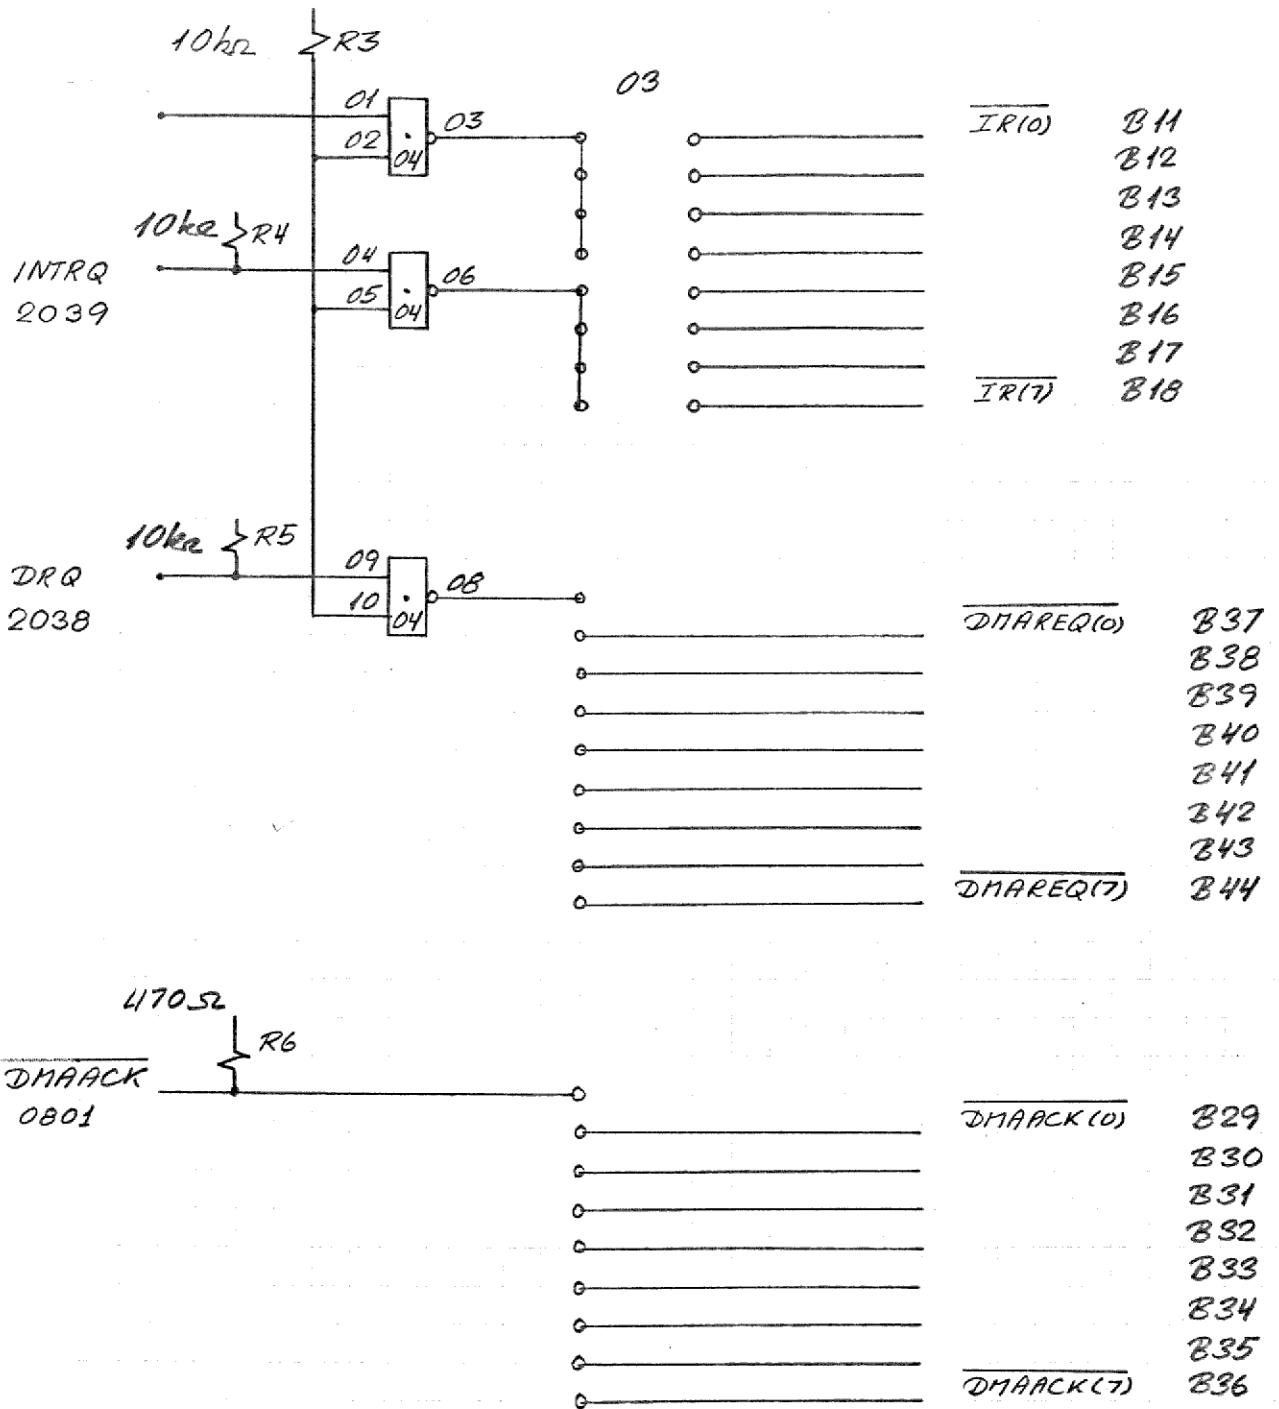 10kΩ R3
03
01
03
02
04
IR(0) B11
B12
B13
B14
B15
B16
B17
IR(7) B18
10kΩ R4
INTRQ
2039
04
06
05
04
10kΩ R5
DRQ
2038
09
08
10
04
DMAREQ(0) B37
B38
B39
B40
B41
B42
B43
DMAREQ(7) B44
470Ω
R6
DMAACK
0801
DMAACK(0) B29
B30
B31
B32
B33
B34
B35
DMAACK(7) B36